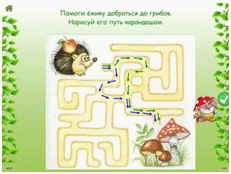 Помоги ёжику добраться до грибов.
Нарисуй его путь карандашом.